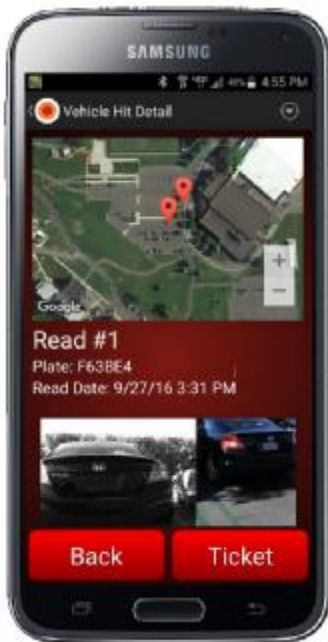 SAMSUNG
4:55 PM
Vehicle Hit Detail
+
−
Google
Read #1
Plate: F63BE4
Read Date: 9/27/16 3:31 PM
Back
Ticket